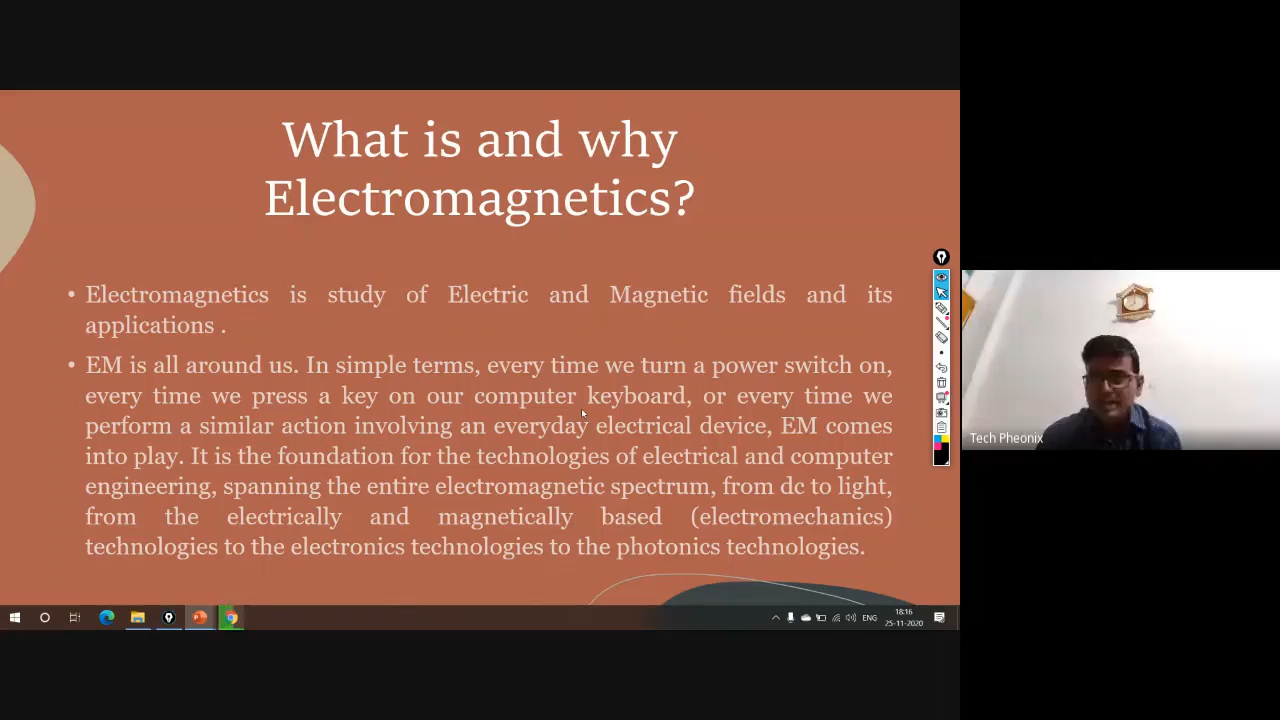 What is and why
Electromagnetics?
• Electromagnetics is study of Electric and Magnetic fields and its
applications .
• EM is all around us. In simple terms, every time we turn a power switch on,
every time we press a key on our computer keyboard, or every time we
perform a similar action involving an everyday electrical device, EM comes
into play. It is the foundation for the technologies of electrical and computer
engineering, spanning the entire electromagnetic spectrum, from dc to light,
from the electrically and magnetically based (electromechanics)
technologies to the electronics technologies to the photonics technologies.
Tech Pheonix
ENG
18:16
25-11-2020